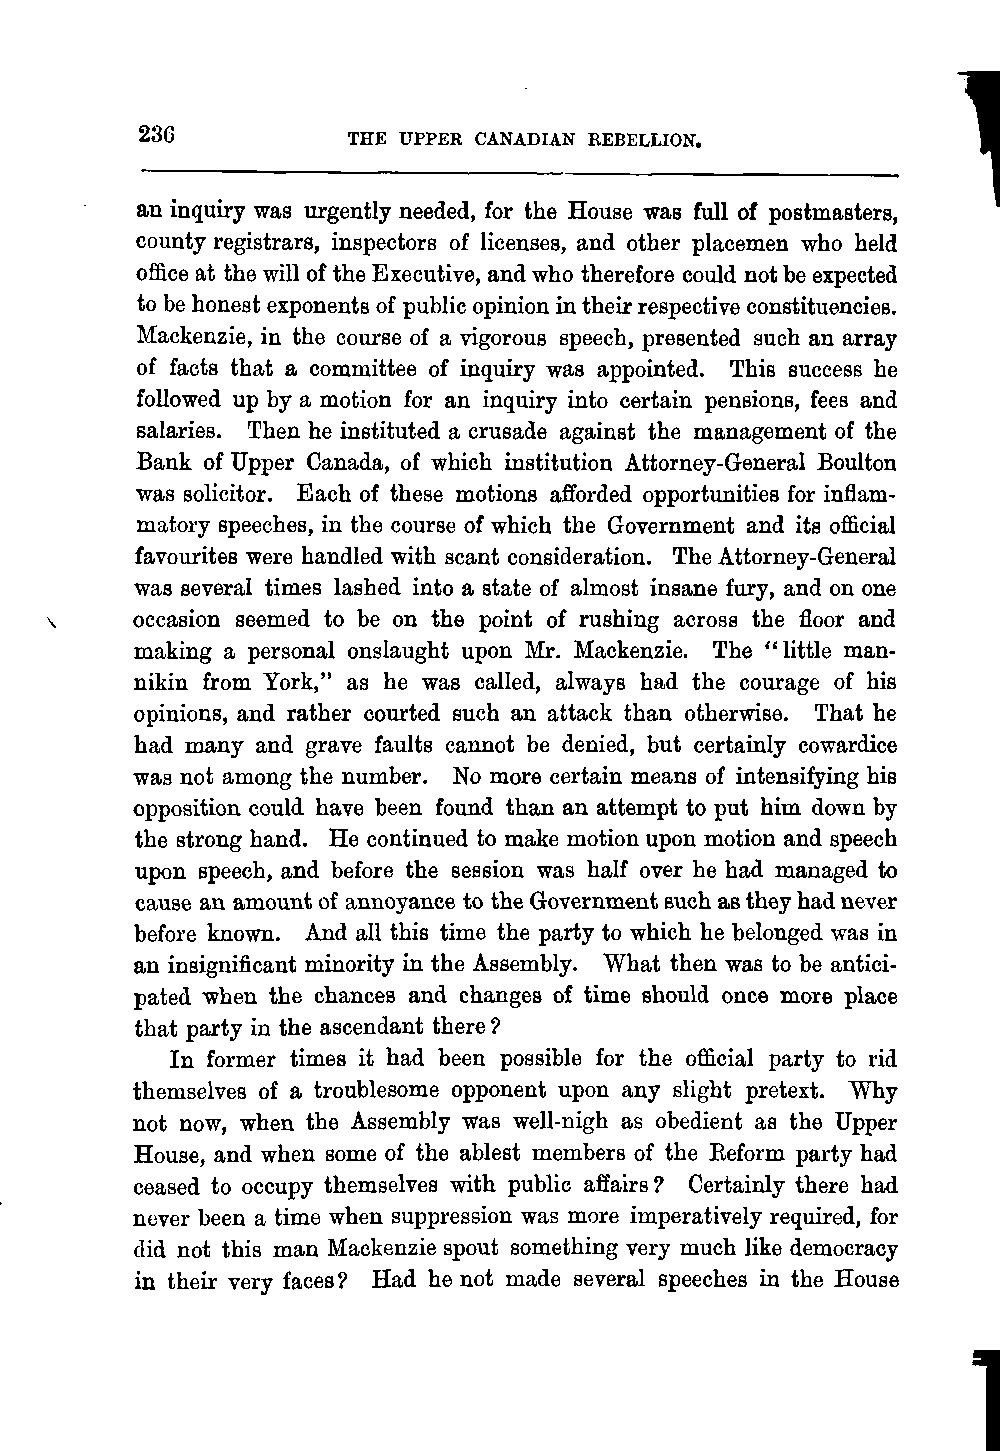 236 THE UPPER CANADIAN REBELLION.
an inquiry was urgently needed, for the House was full of postmasters,
county registrars, inspectors of licenses, and other placemen who held
office at the will of the Executive, and who therefore could not be expected
to be honest exponents of public opinion in their respective constituencies.
Mackenzie, in the course of a vigorous speech, presented such an array
of facts that a committee of inquiry was appointed. This success he
followed up by a motion for an inquiry into certain pensions, fees and
salaries. Then he instituted a crusade against the management of the
Bank of Upper Canada, of which institution Attorney-General Boulton
was solicitor. Each of these motions afforded opportunities for inflam-
matory speeches, in the course of which the Government and its official
favourites were handled with scant consideration. The Attorney-General
was several times lashed into a state of almost insane fury, and on one
occasion seemed to be on the point of rushing across the floor and
making a personal onslaught upon Mr. Mackenzie. The “little man-
nikin from York,” as he was called, always had the courage of his
opinions, and rather courted such an attack than otherwise. That he
had many and grave faults cannot be denied, but certainly cowardice
was not among the number. No more certain means of intensifying his
opposition could have been found than an attempt to put him down by
the strong hand. He continued to make motion upon motion and speech
upon speech, and before the session was half over he had managed to
cause an amount of annoyance to the Government such as they had never
before known. And all this time the party to which he belonged was in
an insignificant minority in the Assembly. What then was to be antici-
pated when the chances and changes of time should once more place
that party in the ascendant there?
In former times it had been possible for the official party to rid
themselves of a troublesome opponent upon any slight pretext. Why
not now, when the Assembly was well-nigh as obedient as the Upper
House, and when some of the ablest members of the Reform party had
ceased to occupy themselves with public affairs? Certainly there had
never been a time when suppression was more imperatively required, for
did not this man Mackenzie spout something very much like democracy
in their very faces? Had he not made several speeches in the House